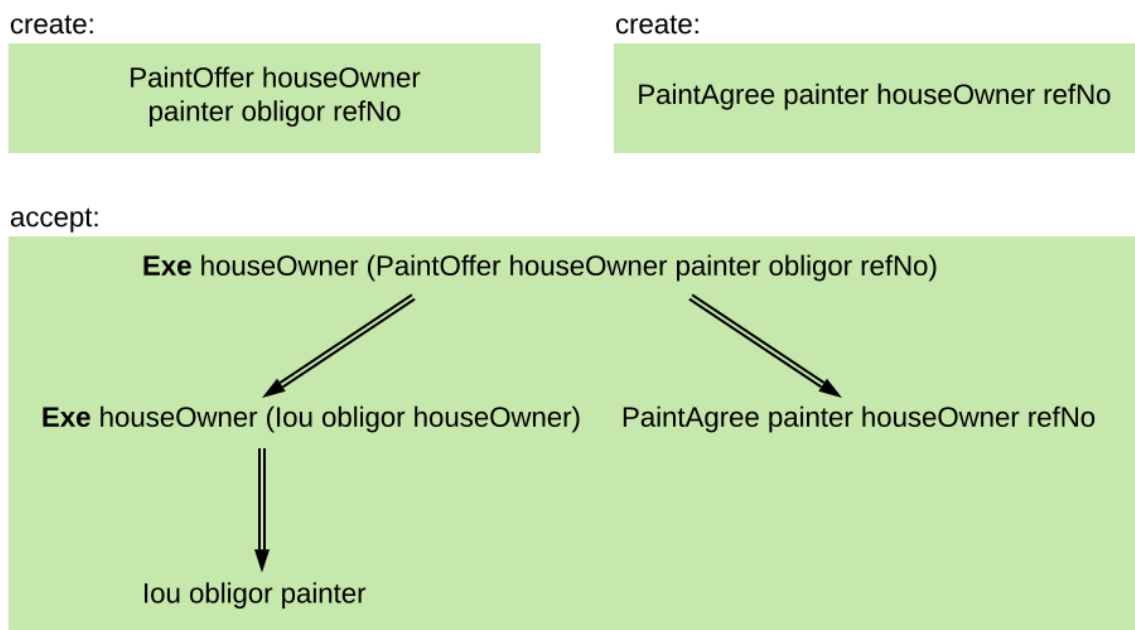 create:
PaintOffer houseOwner
painter obligor refNo
create:
PaintAgree painter houseOwner refNo
accept:
Exe houseOwner (PaintOffer houseOwner painter obligor refNo)
Exe houseOwner (Iou obligor houseOwner)
PaintAgree painter houseOwner refNo
Iou obligor painter